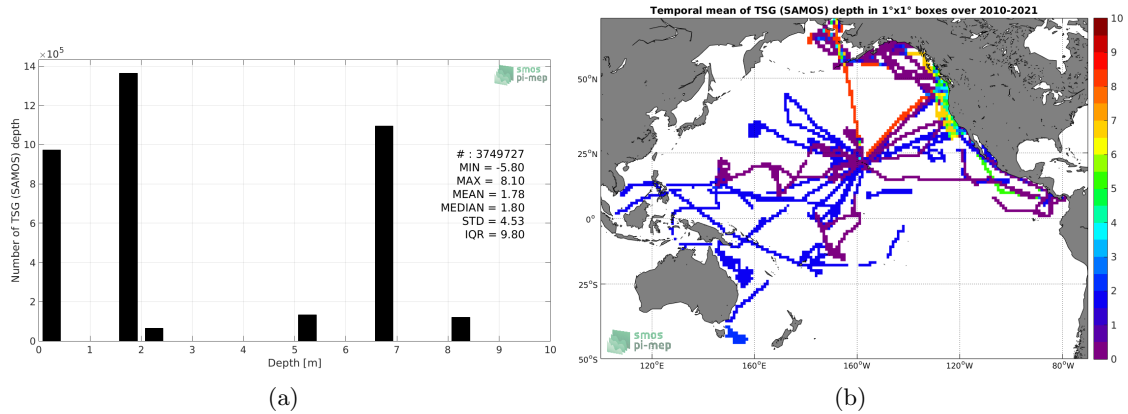 ×10⁵
14
12
10
8
6
4
2
0
Number of TSG (SAMOS) depth
smos
pi-mep
# : 3749727
MIN = -5.80
MAX = 8.10
MEAN = 1.78
MEDIAN = 1.80
STD = 4.53
IQR = 9.80
0 1 2 3 4 5 6 7 8 9 10
Depth [m]
(a)
Temporal mean of TSG (SAMOS) depth in 1°x1° boxes over 2010-2021
50°N
25°N
0°
25°S
50°S
smos
pi-mep
120°E 160°E 160°W 120°W 80°W
10
9
8
7
6
5
4
3
2
1
0
(b)